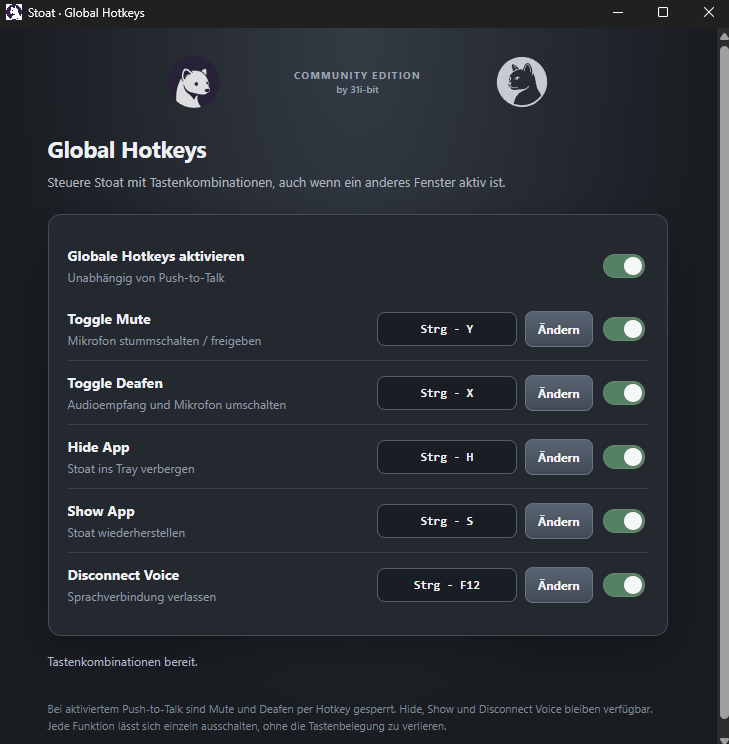 Stoat · Global Hotkeys
COMMUNITY EDITION
by 31i-bit
Global Hotkeys
Steuere Stoat mit Tastenkombinationen, auch wenn ein anderes Fenster aktiv ist.
Globale Hotkeys aktivieren
Unabhängig von Push-to-Talk
Toggle Mute
Mikrofon stummschalten / freigeben
Strg - Y
Ändern
Toggle Deafen
Audioempfang und Mikrofon umschalten
Strg - X
Ändern
Hide App
Stoat ins Tray verbergen
Strg - H
Ändern
Show App
Stoat wiederherstellen
Strg - S
Ändern
Disconnect Voice
Sprachverbindung verlassen
Strg - F12
Ändern
Tastenkombinationen bereit.
Bei aktiviertem Push-to-Talk sind Mute und Deafen per Hotkey gesperrt. Hide, Show und Disconnect Voice bleiben verfügbar.
Jede Funktion lässt sich einzeln ausschalten, ohne die Tastenbelegung zu verlieren.